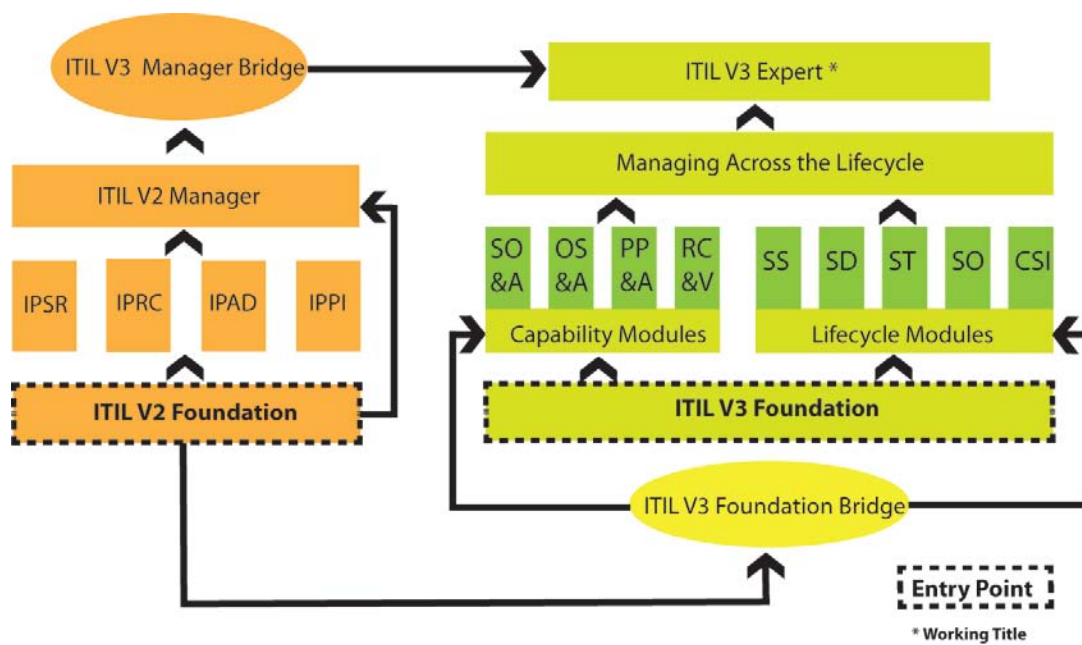 ITIL V3 Manager Bridge
ITIL V3 Expert *
Managing Across the Lifecycle
ITIL V2 Manager
SO
&A
OS
&A
PP
&A
RC
&V
SS
SD
ST
SO
CSI
IPSR
IPRC
IPAD
IPPI
Capability Modules
Lifecycle Modules
ITIL V2 Foundation
ITIL V3 Foundation
ITIL V3 Foundation Bridge
Entry Point
* Working Title